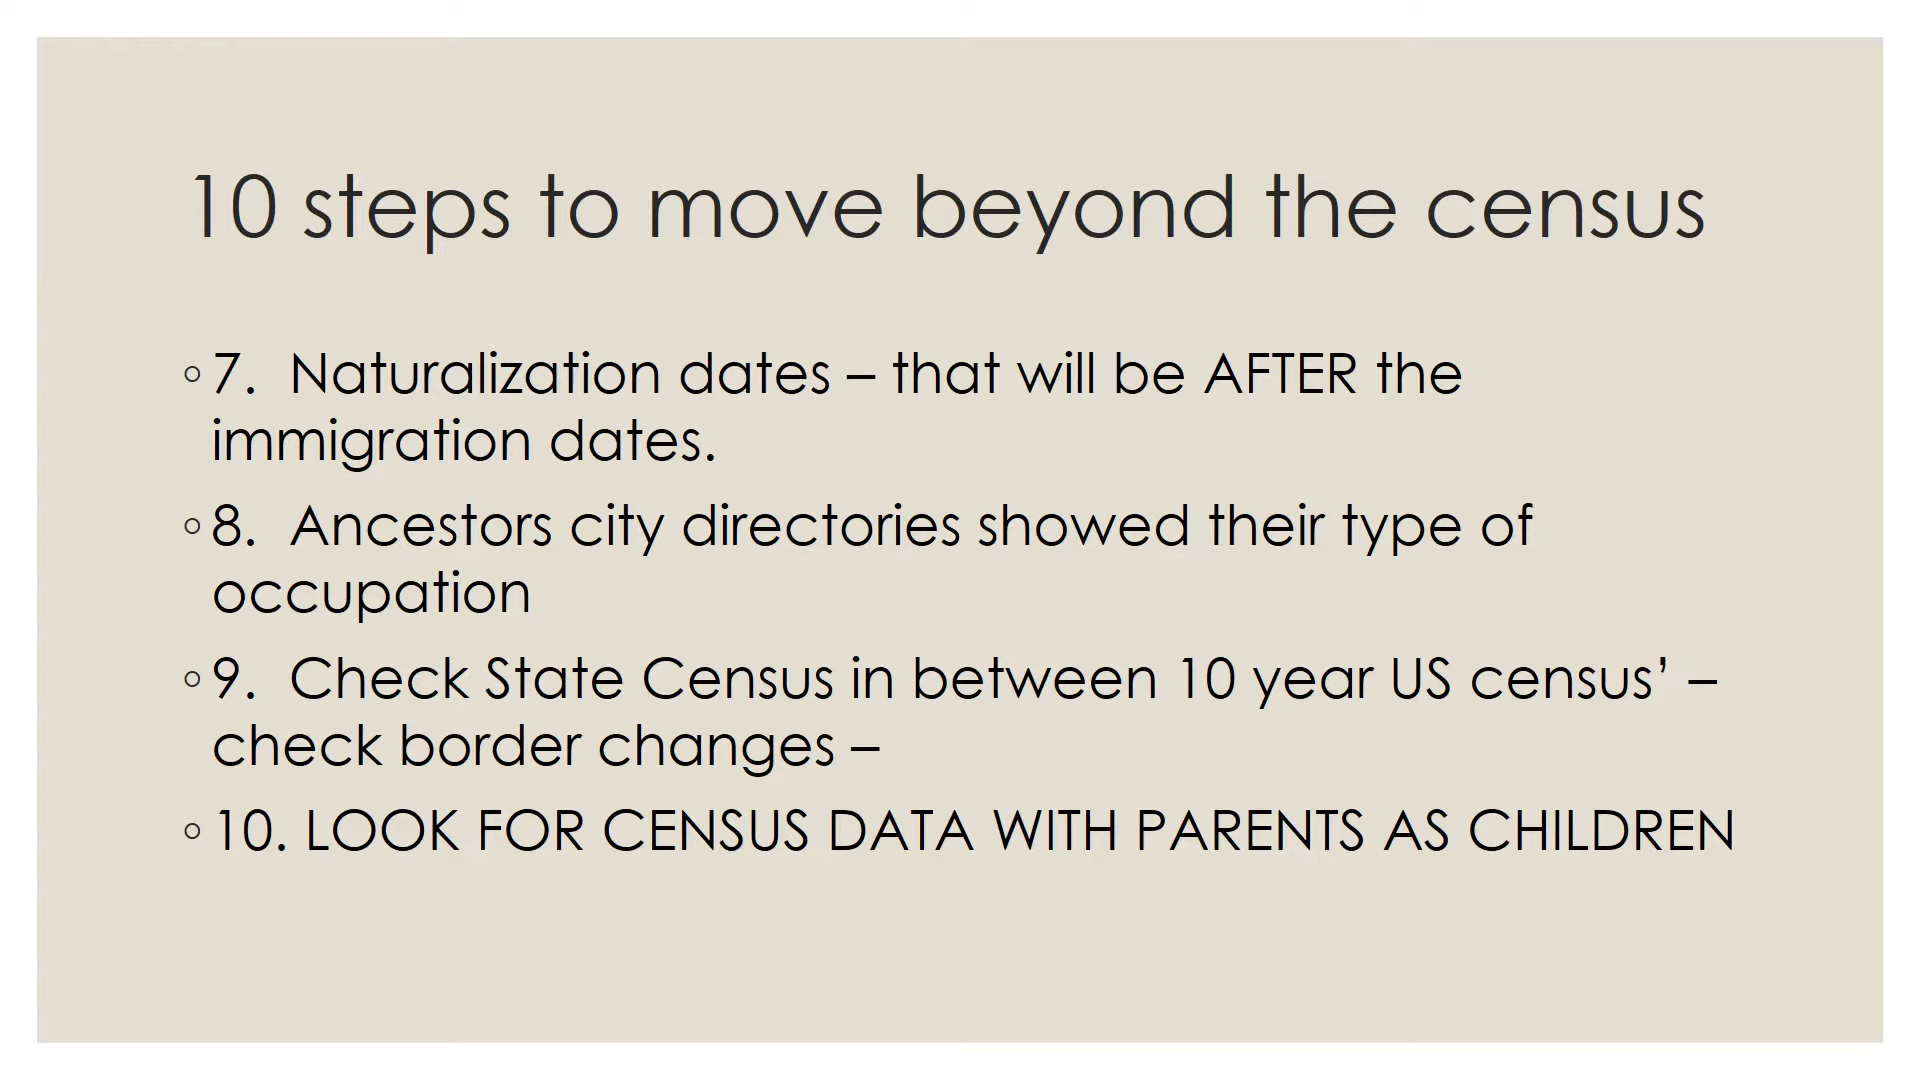 10 steps to move beyond the census
◦ 7.  Naturalization dates – that will be AFTER the
immigration dates.
◦ 8.  Ancestors city directories showed their type of
occupation
◦ 9.  Check State Census in between 10 year US census’ –
check border changes –
◦ 10. LOOK FOR CENSUS DATA WITH PARENTS AS CHILDREN